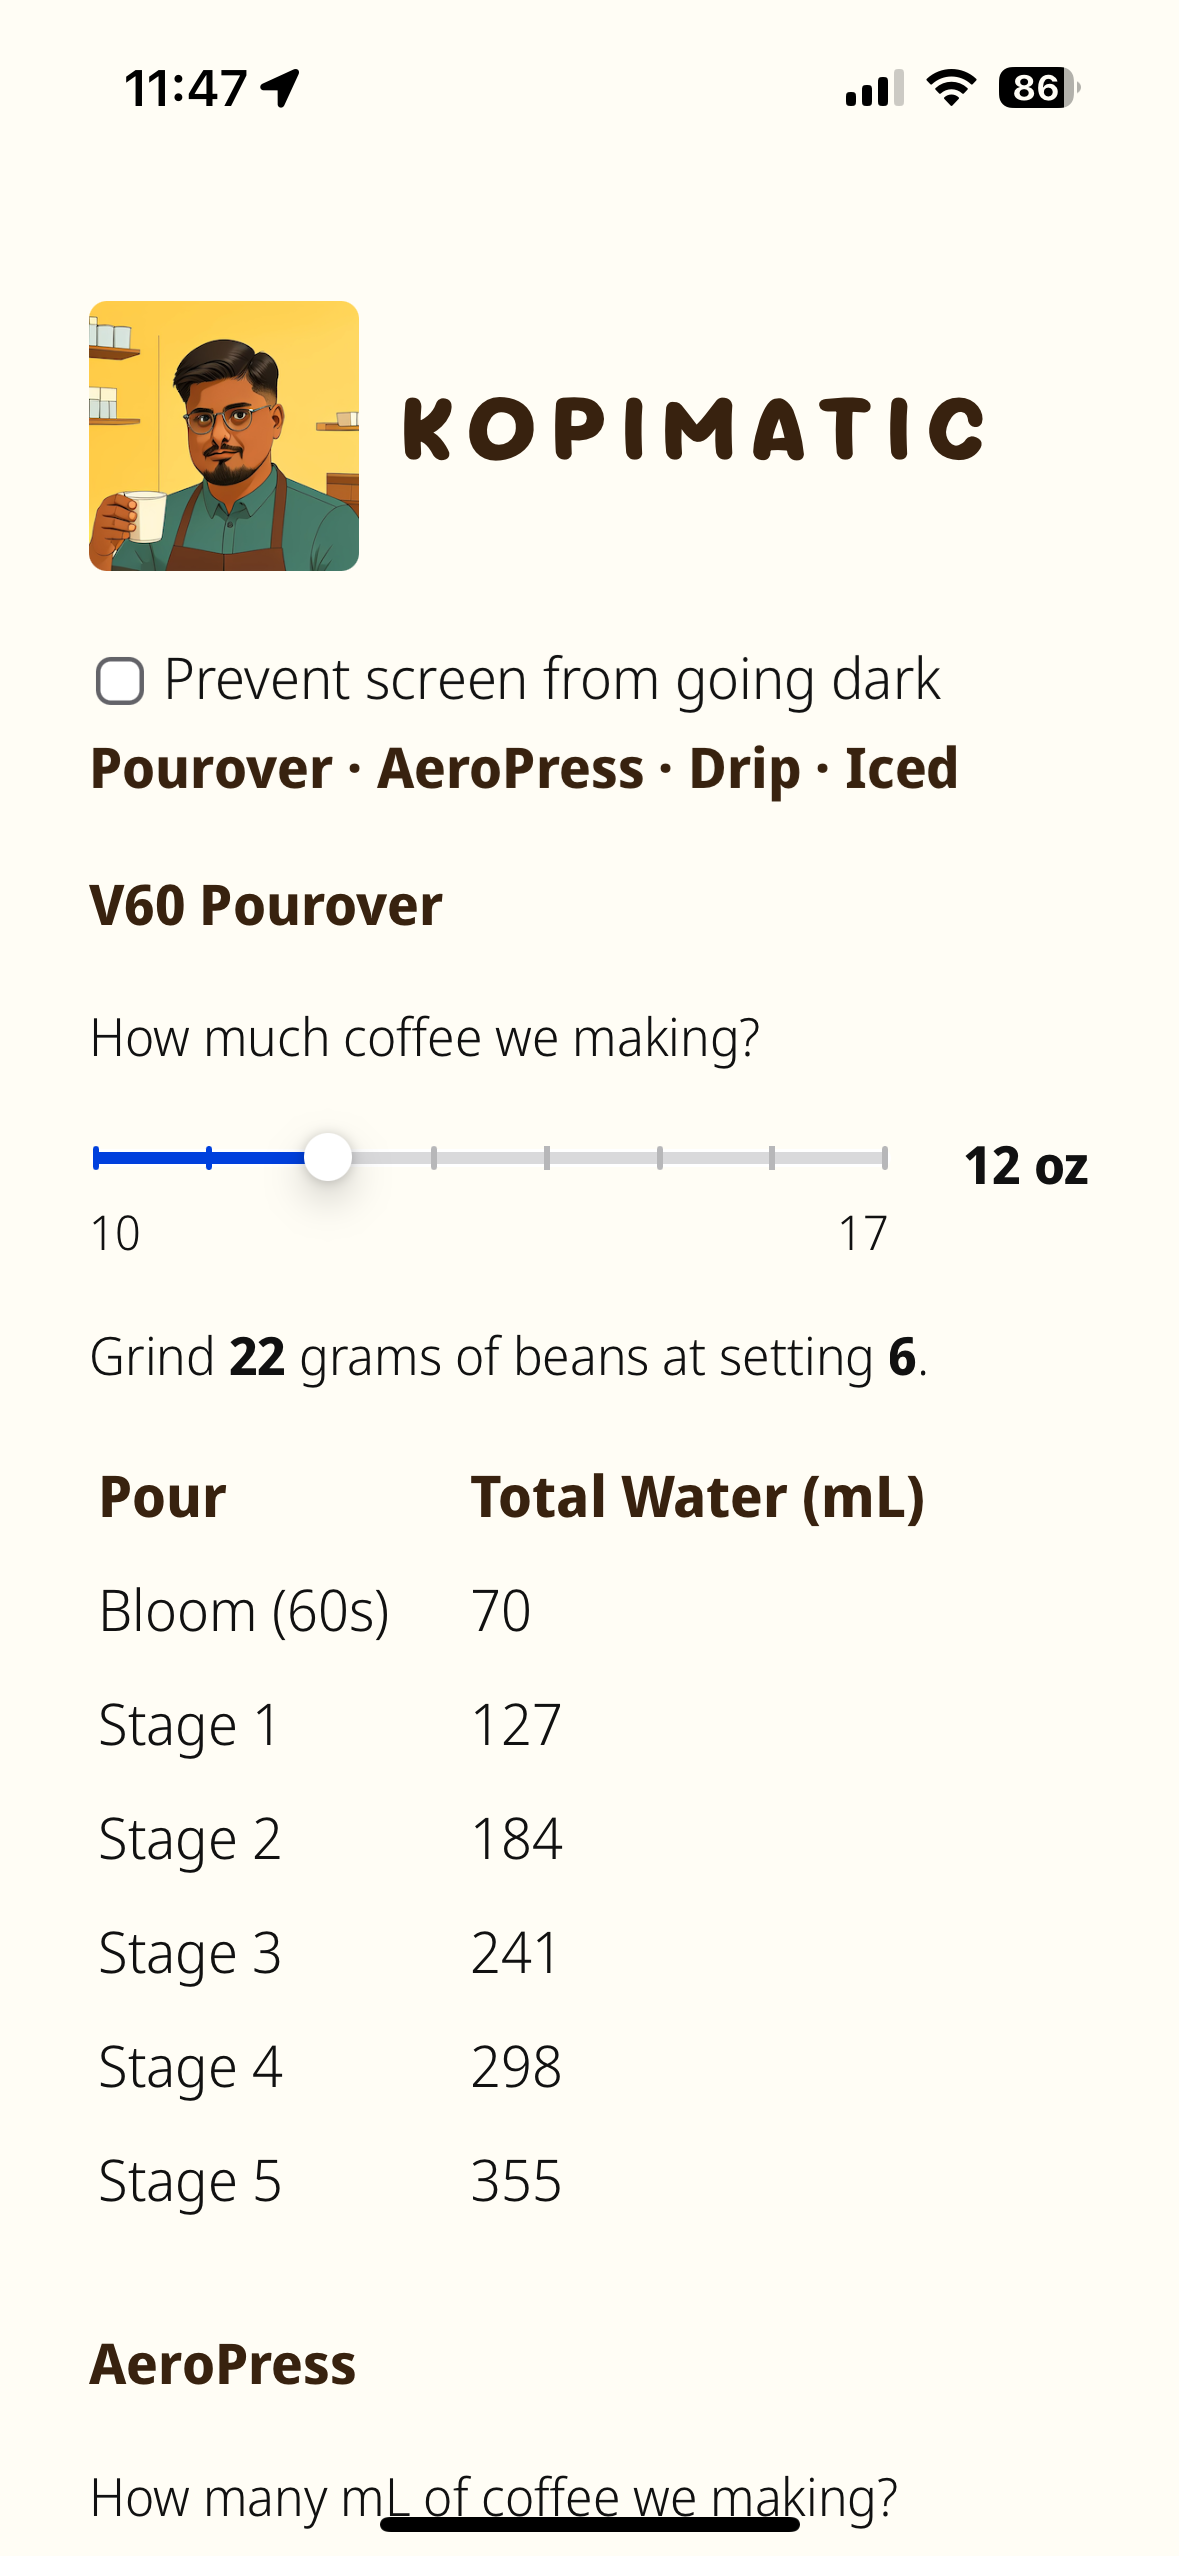 11:47
86
KOPIMATIC
Prevent screen from going dark
Pourover · AeroPress · Drip · Iced
V60 Pourover
How much coffee we making?
12 oz
10 17
Grind 22 grams of beans at setting 6.
Pour Total Water (mL)
Bloom (60s) 70
Stage 1 127
Stage 2 184
Stage 3 241
Stage 4 298
Stage 5 355
AeroPress
How many mL of coffee we making?